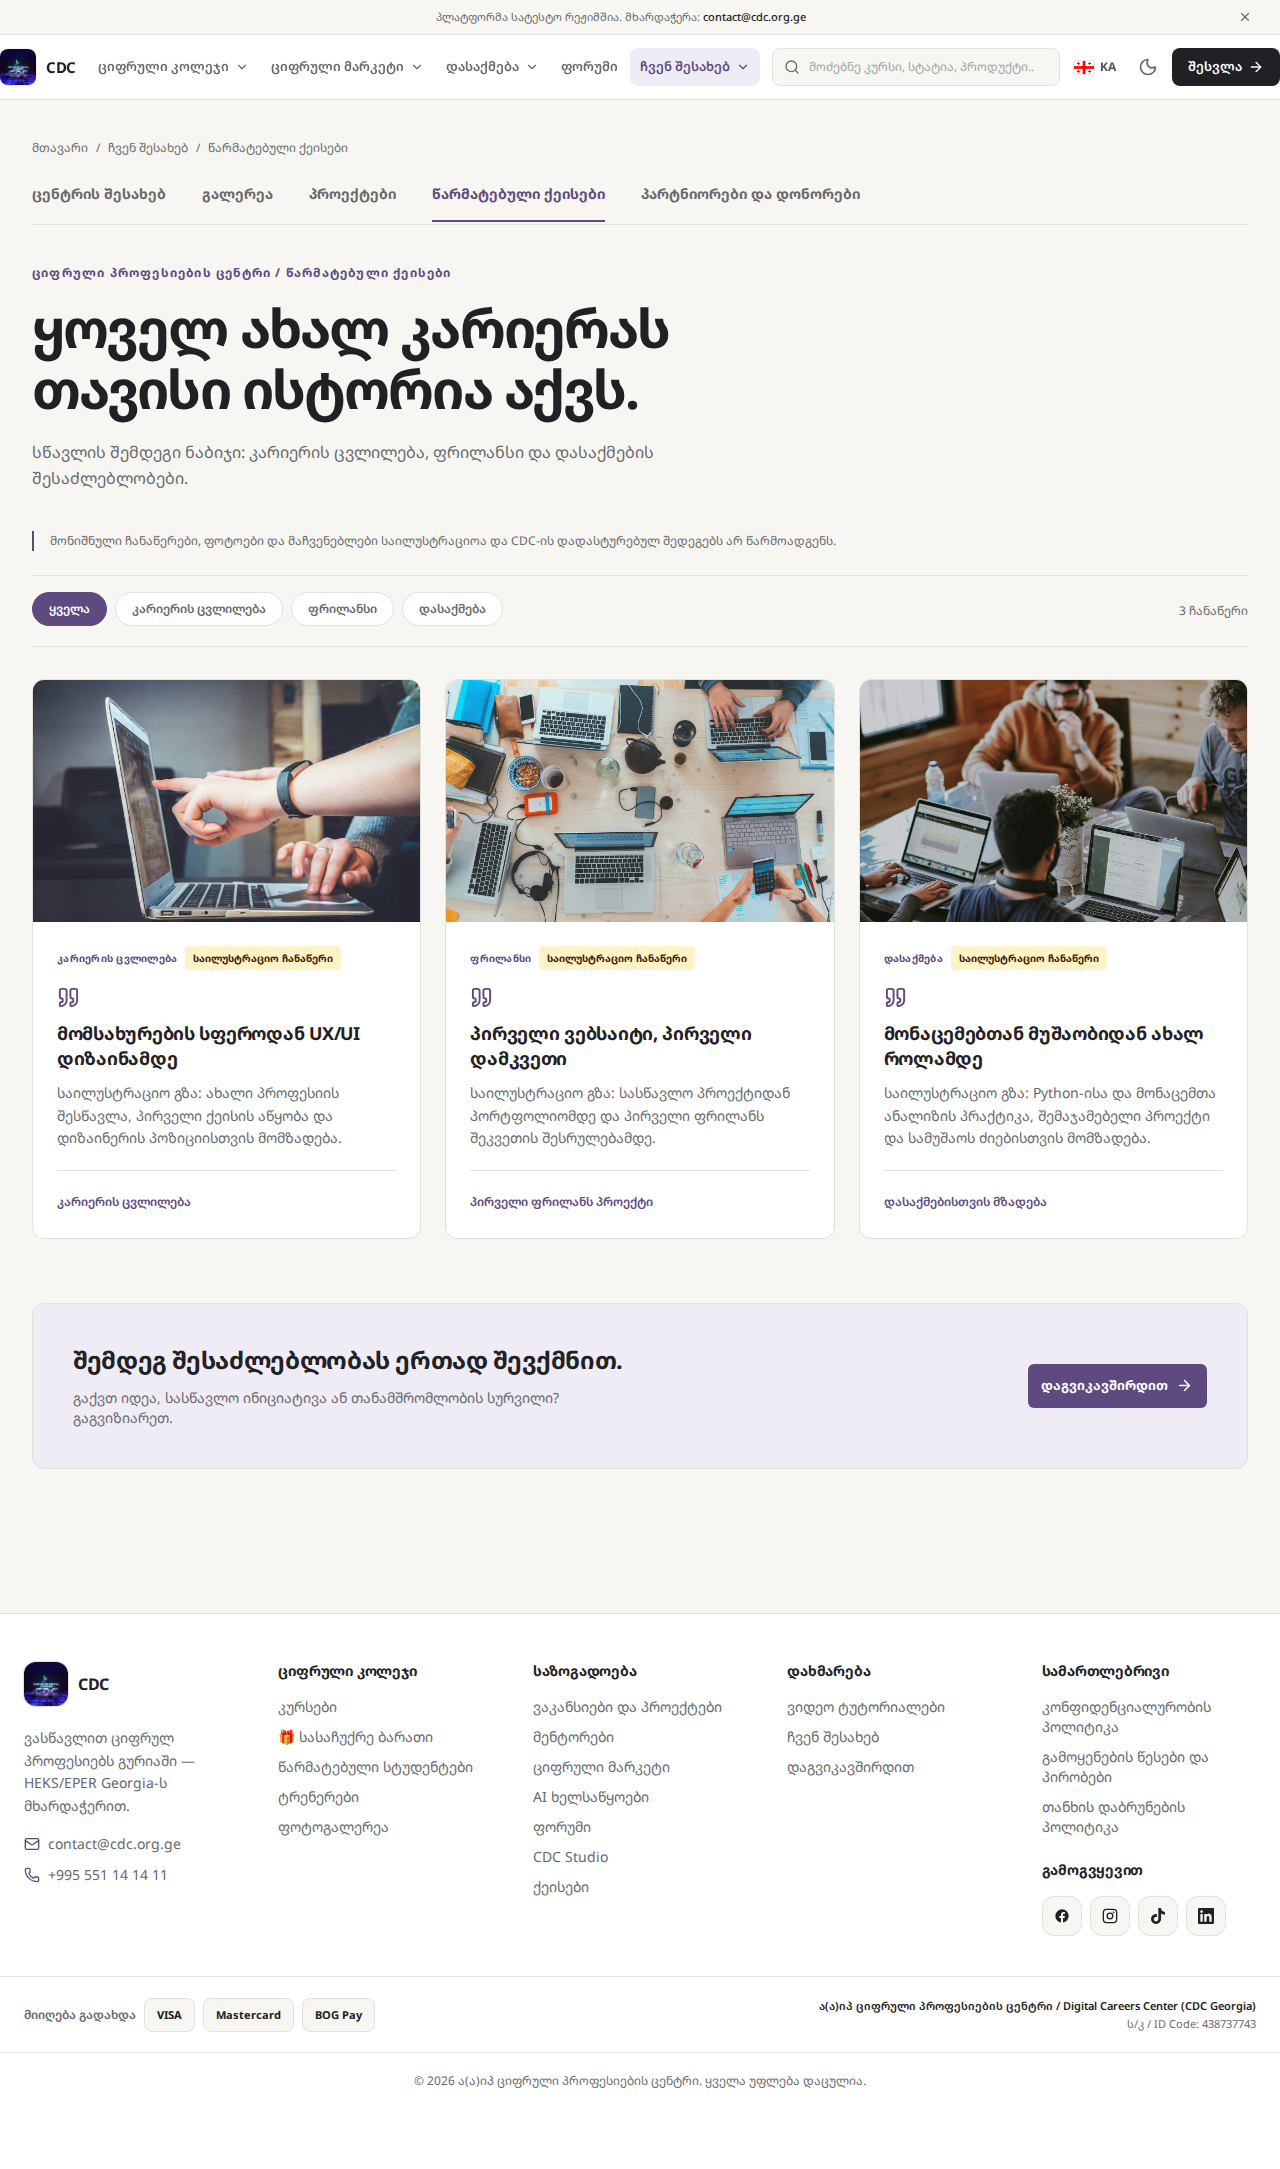 პლატფორმა სატესტო რეჟიმშია. მხარდაჭერა: contact@cdc.org.ge
CDC
ციფრული კოლეჯი
ციფრული მარკეტი
დასაქმება
ფორუმი
ჩვენ შესახებ
მოძებნე კურსი, სტატია, პროდუქტი..
KA
შესვლა
მთავარი / ჩვენ შესახებ / წარმატებული ქეისები
ცენტრის შესახებ
გალერეა
პროექტები
წარმატებული ქეისები
პარტნიორები და დონორები
ციფრული პროფესიების ცენტრი / წარმატებული ქეისები
ყოველ ახალ კარიერას
თავისი ისტორია აქვს.
სწავლის შემდეგი ნაბიჯი: კარიერის ცვლილება, ფრილანსი და დასაქმების
შესაძლებლობები.
მონიშნული ჩანაწერები, ფოტოები და მაჩვენებლები საილუსტრაციოა და CDC-ის დადასტურებულ შედეგებს არ წარმოადგენს.
ყველა
კარიერის ცვლილება
ფრილანსი
დასაქმება
3 ჩანაწერი
კარიერის ცვლილება
საილუსტრაციო ჩანაწერი
მომსახურების სფეროდან UX/UI
დიზაინამდე
საილუსტრაციო გზა: ახალი პროფესიის
შესწავლა, პირველი ქეისის აწყობა და
დიზაინერის პოზიციისთვის მომზადება.
კარიერის ცვლილება
ფრილანსი
საილუსტრაციო ჩანაწერი
პირველი ვებსაიტი, პირველი
დამკვეთი
საილუსტრაციო გზა: სასწავლო პროექტიდან
პორტფოლიომდე და პირველი ფრილანს
შეკვეთის შესრულებამდე.
პირველი ფრილანს პროექტი
დასაქმება
საილუსტრაციო ჩანაწერი
მონაცემებთან მუშაობიდან ახალ
როლამდე
საილუსტრაციო გზა: Python-ისა და მონაცემთა
ანალიზის პრაქტიკა, შემაჯამებელი პროექტი
და სამუშაოს ძიებისთვის მომზადება.
დასაქმებისთვის მზადება
შემდეგ შესაძლებლობას ერთად შევქმნით.
გაქვთ იდეა, სასწავლო ინიციატივა ან თანამშრომლობის სურვილი?
გაგვიზიარეთ.
დაგვიკავშირდით
CDC
ვასწავლით ციფრულ
პროფესიებს გურიაში —
HEKS/EPER Georgia-ს
მხარდაჭერით.
contact@cdc.org.ge
+995 551 14 14 11
ციფრული კოლეჯი
კურსები
🎁 სასაჩუქრე ბარათი
წარმატებული სტუდენტები
ტრენერები
ფოტოგალერეა
საზოგადოება
ვაკანსიები და პროექტები
მენტორები
ციფრული მარკეტი
AI ხელსაწყოები
ფორუმი
CDC Studio
ქეისები
დახმარება
ვიდეო ტუტორიალები
ჩვენ შესახებ
დაგვიკავშირდით
სამართლებრივი
კონფიდენციალურობის
პოლიტიკა
გამოყენების წესები და
პირობები
თანხის დაბრუნების
პოლიტიკა
გამოგვყევით
მიიღება გადახდა
VISA
Mastercard
BOG Pay
ა(ა)იპ ციფრული პროფესიების ცენტრი / Digital Careers Center (CDC Georgia)
ს/კ / ID Code: 438737743
© 2026 ა(ა)იპ ციფრული პროფესიების ცენტრი. ყველა უფლება დაცულია.